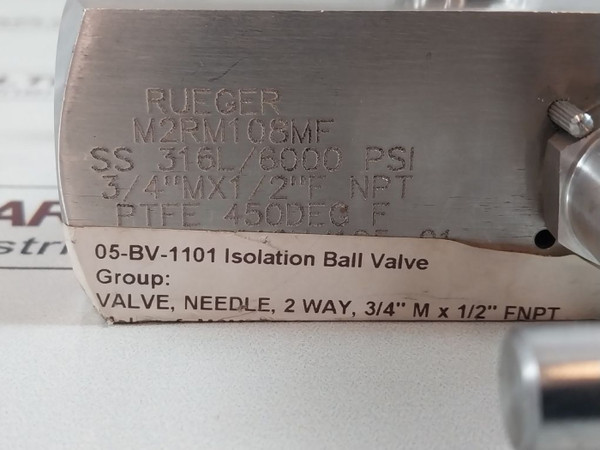 RUEGER
M2RM108MF
SS 316L/6000 PSI
3/4"MX1/2"F NPT
PTFE 450DEG F
05-BV-1101 Isolation Ball Valve
Group:
VALVE, NEEDLE, 2 WAY, 3/4" M x 1/2" FNPT